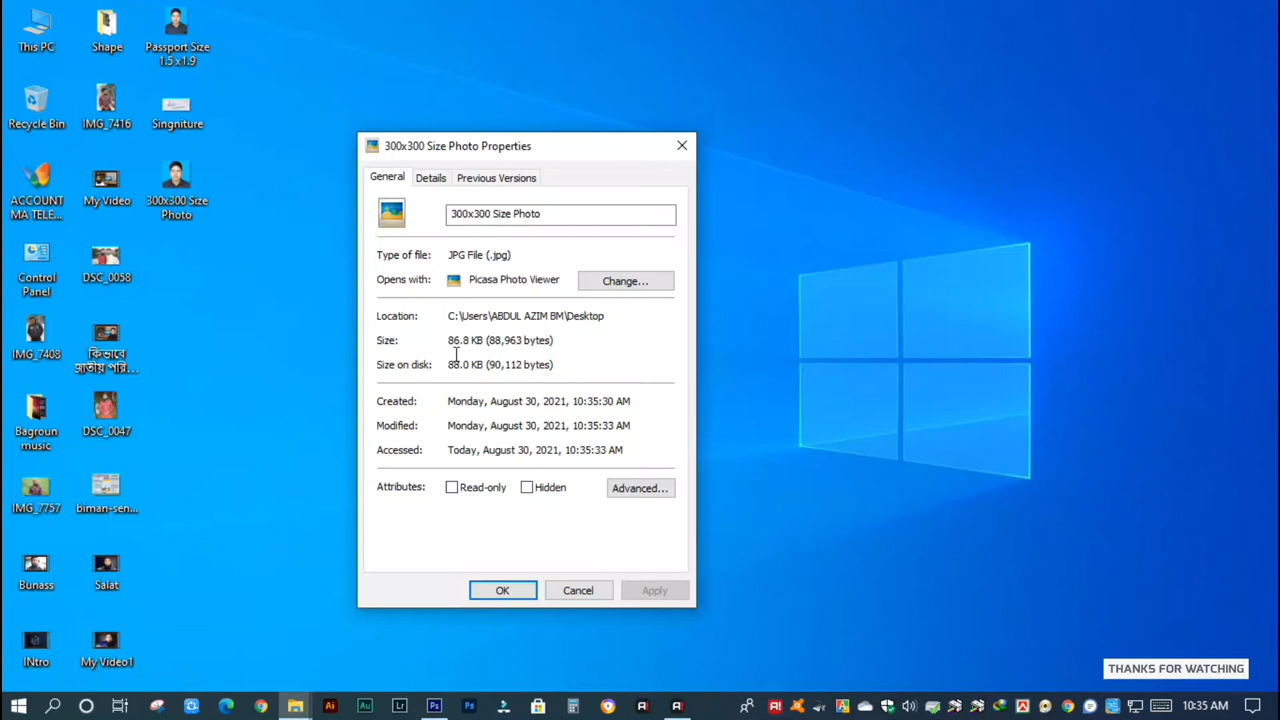 This PC
Shape
Passport Size
1.5 x1.9
Recycle Bin
IMG_7416
Singniture
ACCOUNT
MA TELE...
My Video
300x300 Size
Photo
Control
Panel
DSC_0058
IMG_7408
কিভাবে
জাতীয় পরি...
Bagroun
music
DSC_0047
IMG_7757
biman-sen...
Bunass
Salat
INtro
My Video1
300x300 Size Photo Properties
General
Details
Previous Versions
300x300 Size Photo
Type of file: JPG File (.jpg)
Opens with: Picasa Photo Viewer
Change...
Location: C:\Users\ABDUL AZIM BM\Desktop
Size: 86.8 KB (88,963 bytes)
Size on disk: 88.0 KB (90,112 bytes)
Created: Monday, August 30, 2021, 10:35:30 AM
Modified: Monday, August 30, 2021, 10:35:33 AM
Accessed: Today, August 30, 2021, 10:35:33 AM
Attributes: Read-only Hidden Advanced...
OK Cancel Apply
THANKS FOR WATCHING
Ai Au Lr Ps Ps
10:35 AM